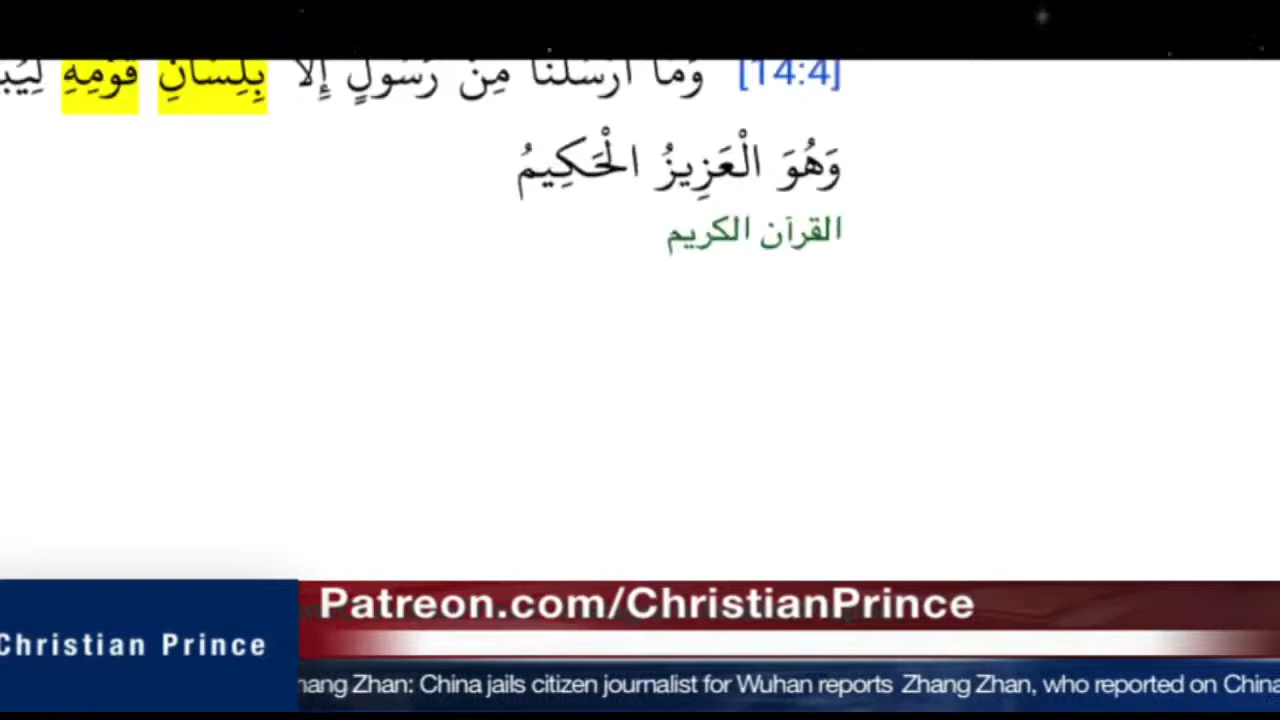 [14:4] وَمَا أَرْسَلْنَا مِنْ رَسُولٍ إِلَّا بِلِسَانِ قَوْمِهِ
وَهُوَ الْعَزِيزُ الْحَكِيمُ
القرآن الكريم
Patreon.com/ChristianPrince
Christian Prince
hang Zhan: China jails citizen journalist for Wuhan reports Zhang Zhan, who reported on China